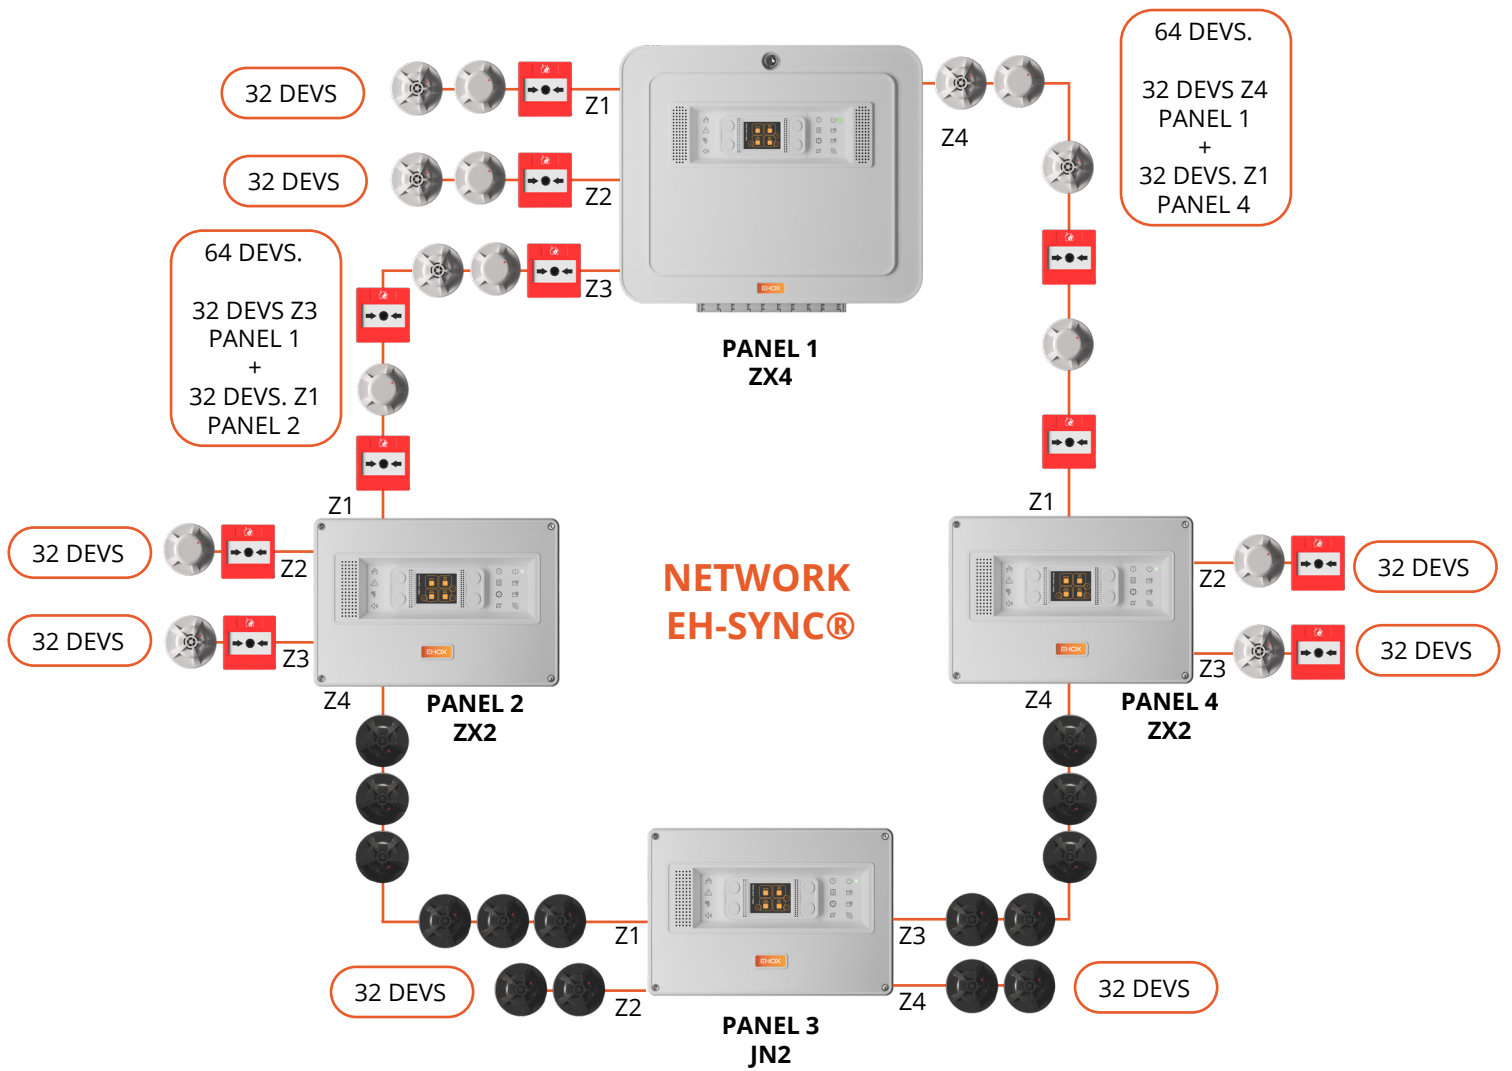 32 DEVS
Z1
32 DEVS
Z2
64 DEVS.
32 DEVS Z3
PANEL 1
+
32 DEVS. Z1
PANEL 2
Z3
EHOX
PANEL 1
ZX4
Z4
64 DEVS.
32 DEVS Z4
PANEL 1
+
32 DEVS. Z1
PANEL 4
Z1
32 DEVS
Z2
32 DEVS
Z3
EHOX
Z4
PANEL 2
ZX2
NETWORK
EH-SYNC®
Z1
Z2
32 DEVS
Z3
32 DEVS
Z4
PANEL 4
ZX2
Z1
32 DEVS
Z2
EHOX
Z3
Z4
32 DEVS
PANEL 3
JN2